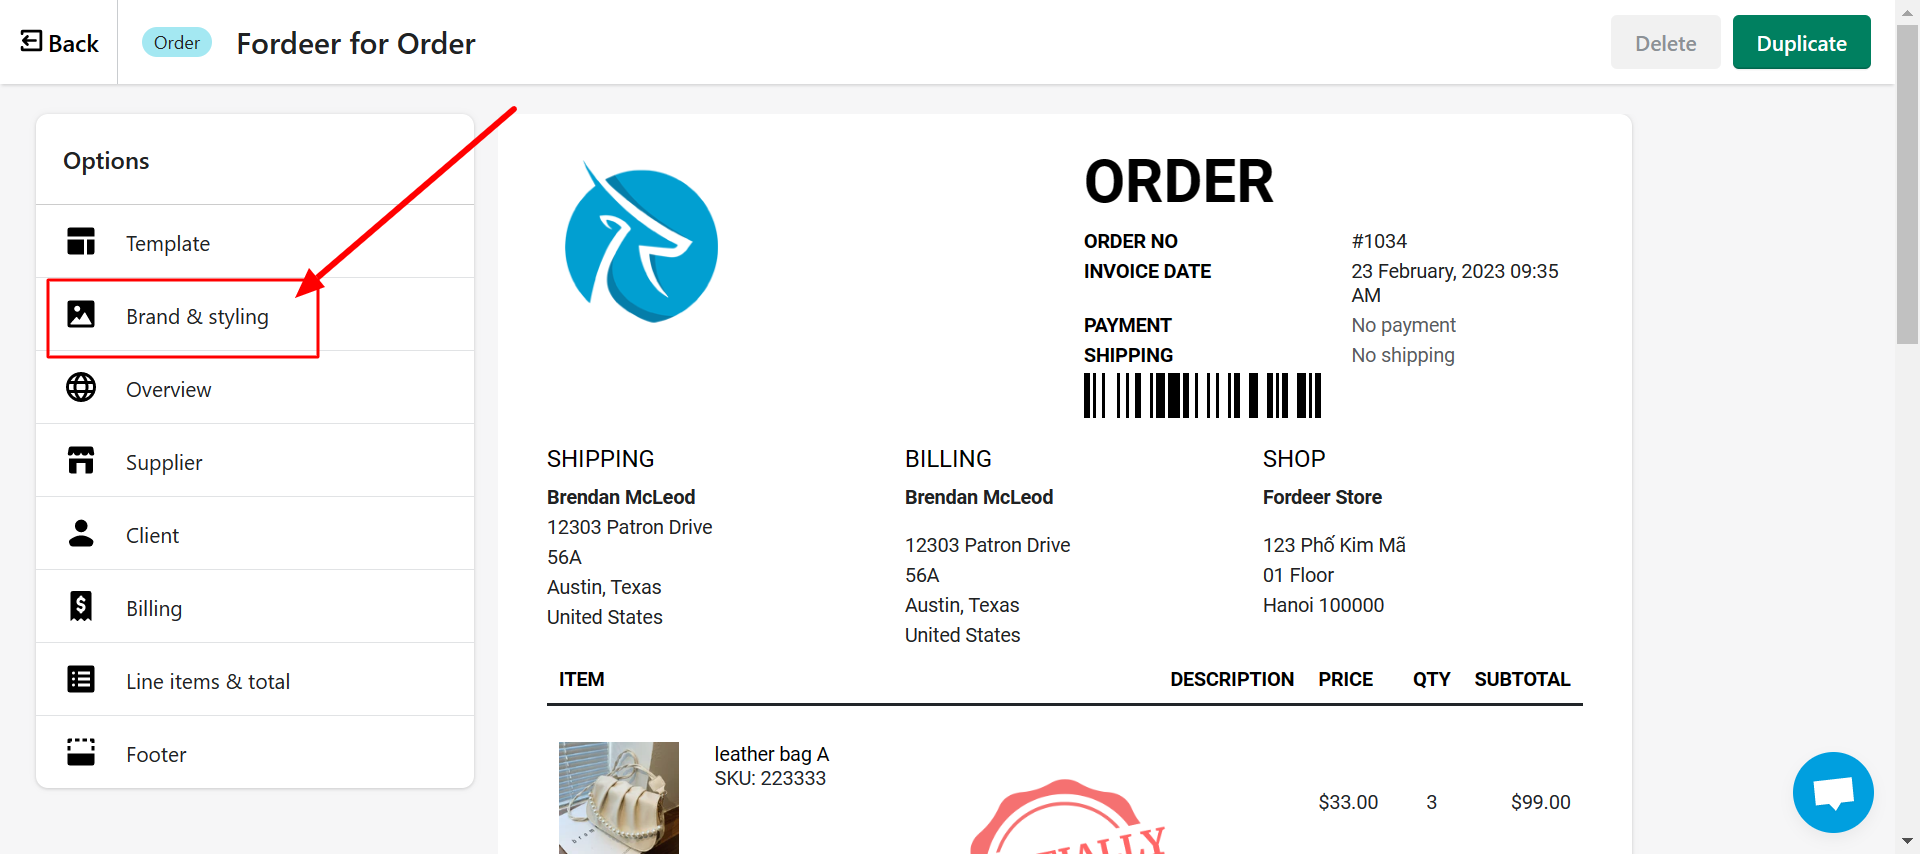 Back
Order
Fordeer for Order
Delete
Duplicate
Options
Template
Brand & styling
Overview
Supplier
Client
Billing
Line items & total
Footer
ORDER
ORDER NO #1034
INVOICE DATE 23 February, 2023 09:35
AM
PAYMENT No payment
SHIPPING No shipping
SHIPPING
Brendan McLeod
12303 Patron Drive
56A
Austin, Texas
United States
BILLING
Brendan McLeod
12303 Patron Drive
56A
Austin, Texas
United States
SHOP
Fordeer Store
123 Phố Kim Mã
01 Floor
Hanoi 100000
ITEM DESCRIPTION PRICE QTY SUBTOTAL
leather bag A
SKU: 223333
$33.00 3 $99.00